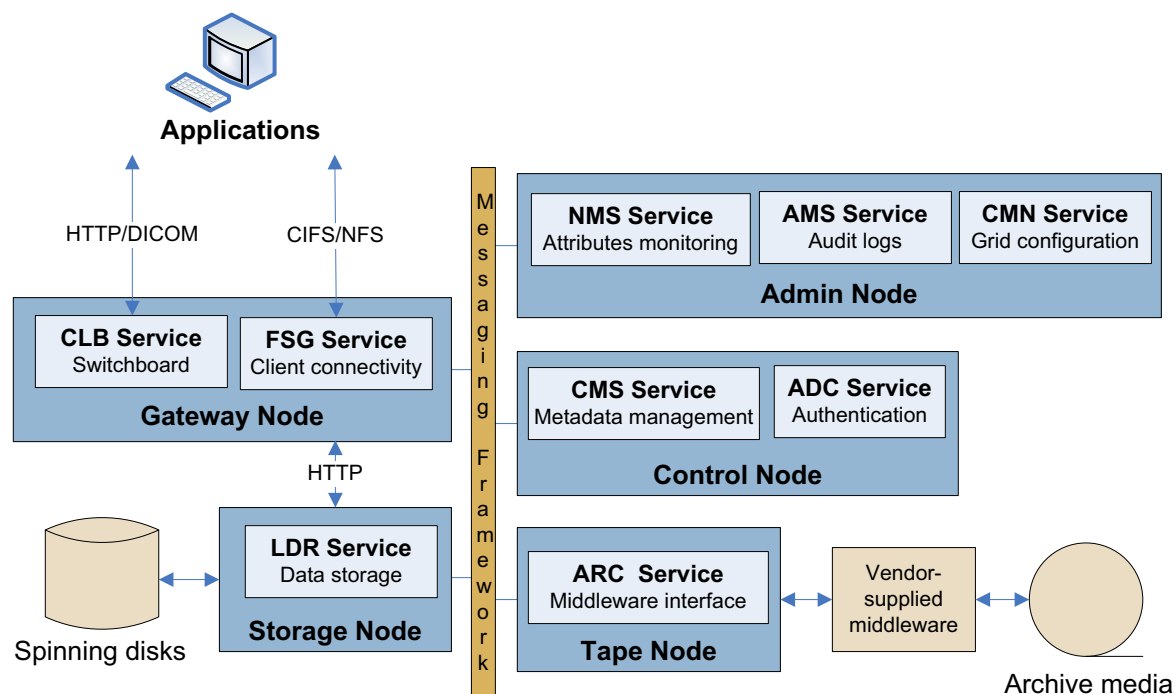 Applications
HTTP/DICOM
CIFS/NFS
CLB Service
Switchboard
FSG Service
Client connectivity
Gateway Node
HTTP
LDR Service
Data storage
Storage Node
Spinning disks
Messaging Framework
NMS Service
Attributes monitoring
AMS Service
Audit logs
CMN Service
Grid configuration
Admin Node
CMS Service
Metadata management
ADC Service
Authentication
Control Node
ARC Service
Middleware interface
Tape Node
Vendor-
supplied
middleware
Archive media